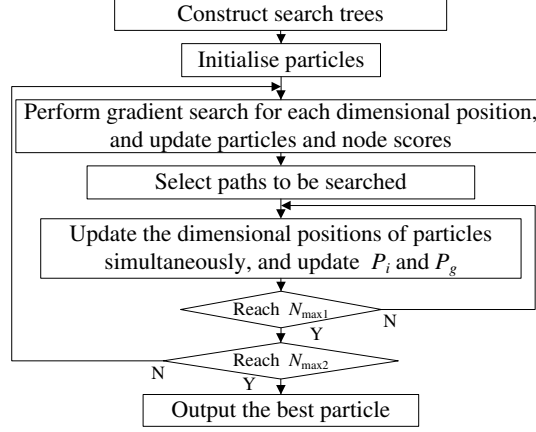 Construct search trees
Initialise particles
Perform gradient search for each dimensional position,
and update particles and node scores
Select paths to be searched
Update the dimensional positions of particles
simultaneously, and update P_i and P_g
Reach N_max1
N
Y
Reach N_max2
N
Y
Output the best particle